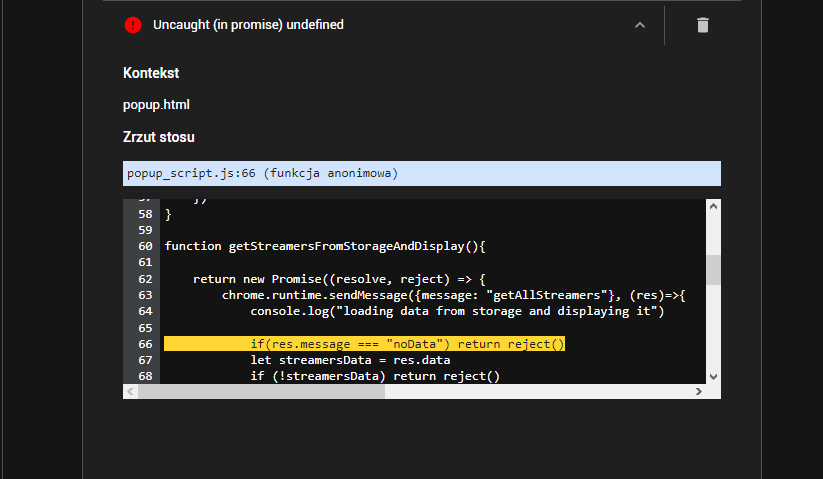 Uncaught (in promise) undefined
Kontekst
popup.html
Zrzut stosu
popup_script.js:66 (funkcja anonimowa)
57 })
58 }
59
60 function getStreamersFromStorageAndDisplay(){
61
62 return new Promise((resolve, reject) => {
63 chrome.runtime.sendMessage({message: "getAllStreamers"}, (res)=>{
64 console.log("loading data from storage and displaying it")
65
66 if(res.message === "noData") return reject()
67 let streamersData = res.data
68 if (!streamersData) return reject()